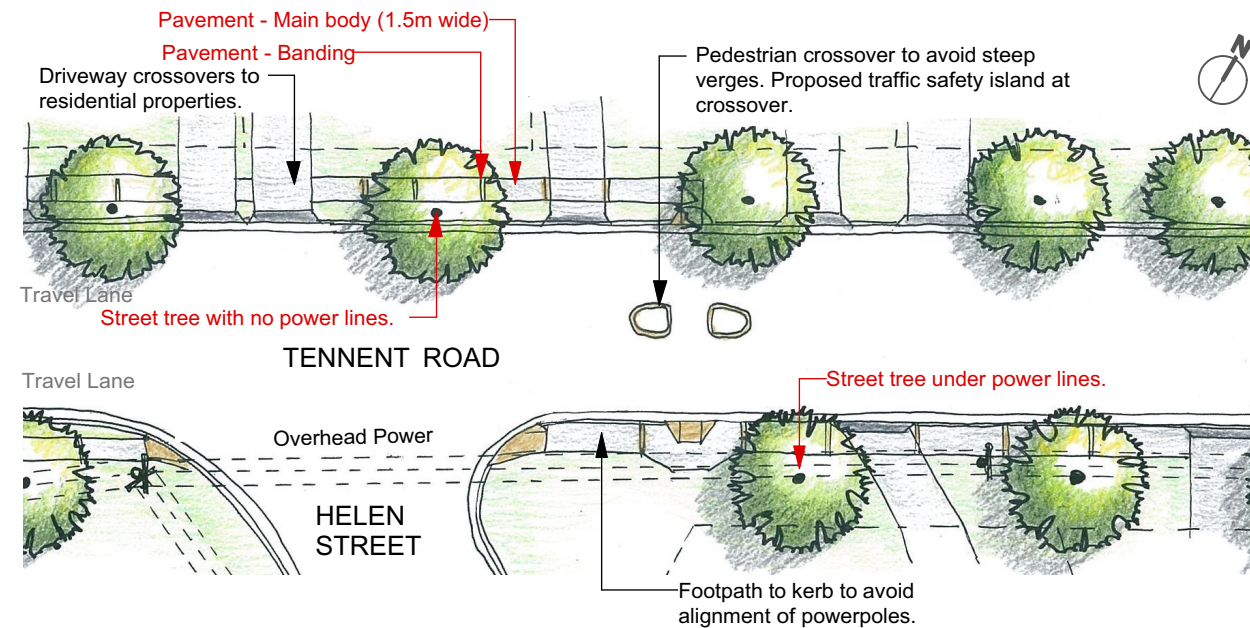 Pavement - Main body (1.5m wide)
Pavement - Banding
Driveway crossovers to
residential properties.
Pedestrian crossover to avoid steep
verges. Proposed traffic safety island at
crossover.
N
Travel Lane
Street tree with no power lines.
TENNENT ROAD
Travel Lane
Street tree under power lines.
Overhead Power
HELEN
STREET
Footpath to kerb to avoid
alignment of powerpoles.